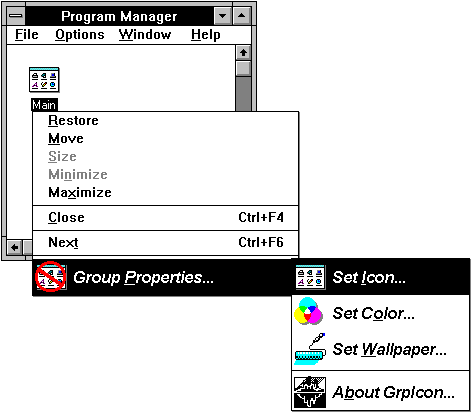 Program Manager
File Options Window Help
Main
Restore
Move
Size
Minimize
Maximize
Close Ctrl+F4
Next Ctrl+F6
Group Properties... Set Icon...
Set Color...
Set Wallpaper...
About GrpIcon...